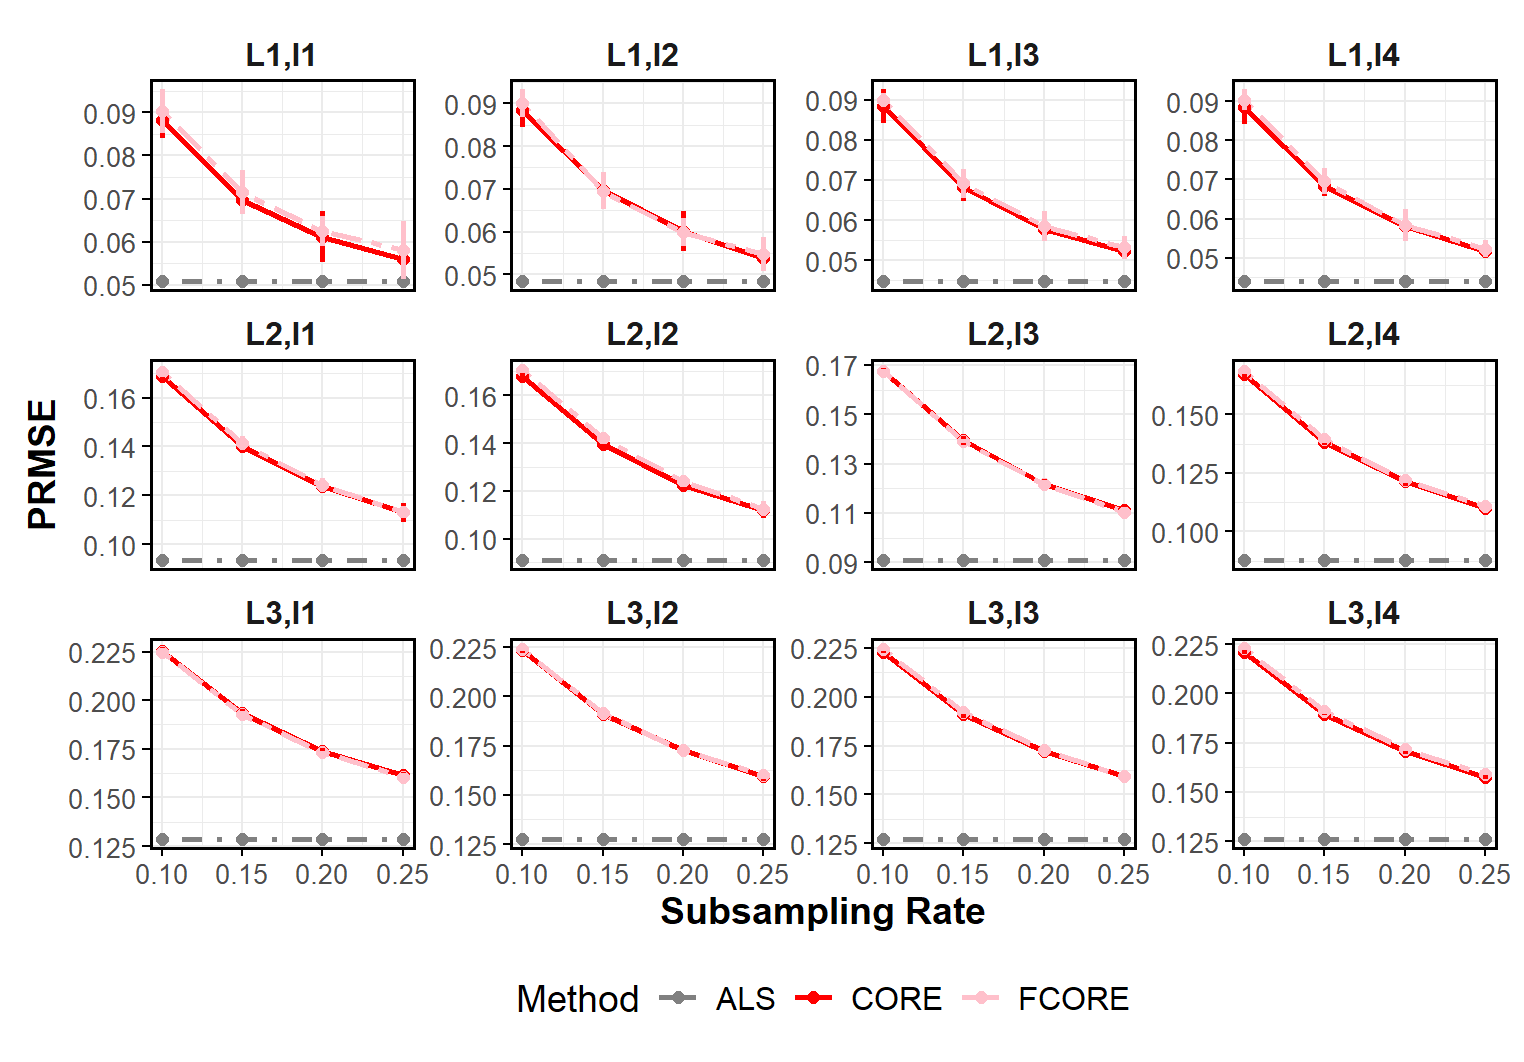 L1,I1 L1,I2 L1,I3 L1,I4
0.09 0.09 0.09 0.09
0.08 0.08 0.08 0.08
0.07 0.07 0.07 0.07
0.06 0.06 0.06 0.06
0.05 0.05 0.05 0.05
L2,I1 L2,I2 L2,I3 L2,I4
0.16 0.16 0.17 0.150
0.14 0.14 0.15 0.125
0.12 0.12 0.13 0.100
0.10 0.10 0.11
0.09
PRMSE
L3,I1 L3,I2 L3,I3 L3,I4
0.225 0.225 0.225 0.225
0.200 0.200 0.200 0.200
0.175 0.175 0.175 0.175
0.150 0.150 0.150 0.150
0.125 0.125 0.125 0.125
0.10 0.15 0.20 0.25 0.10 0.15 0.20 0.25 0.10 0.15 0.20 0.25 0.10 0.15 0.20 0.25
Subsampling Rate
Method ALS CORE FCORE